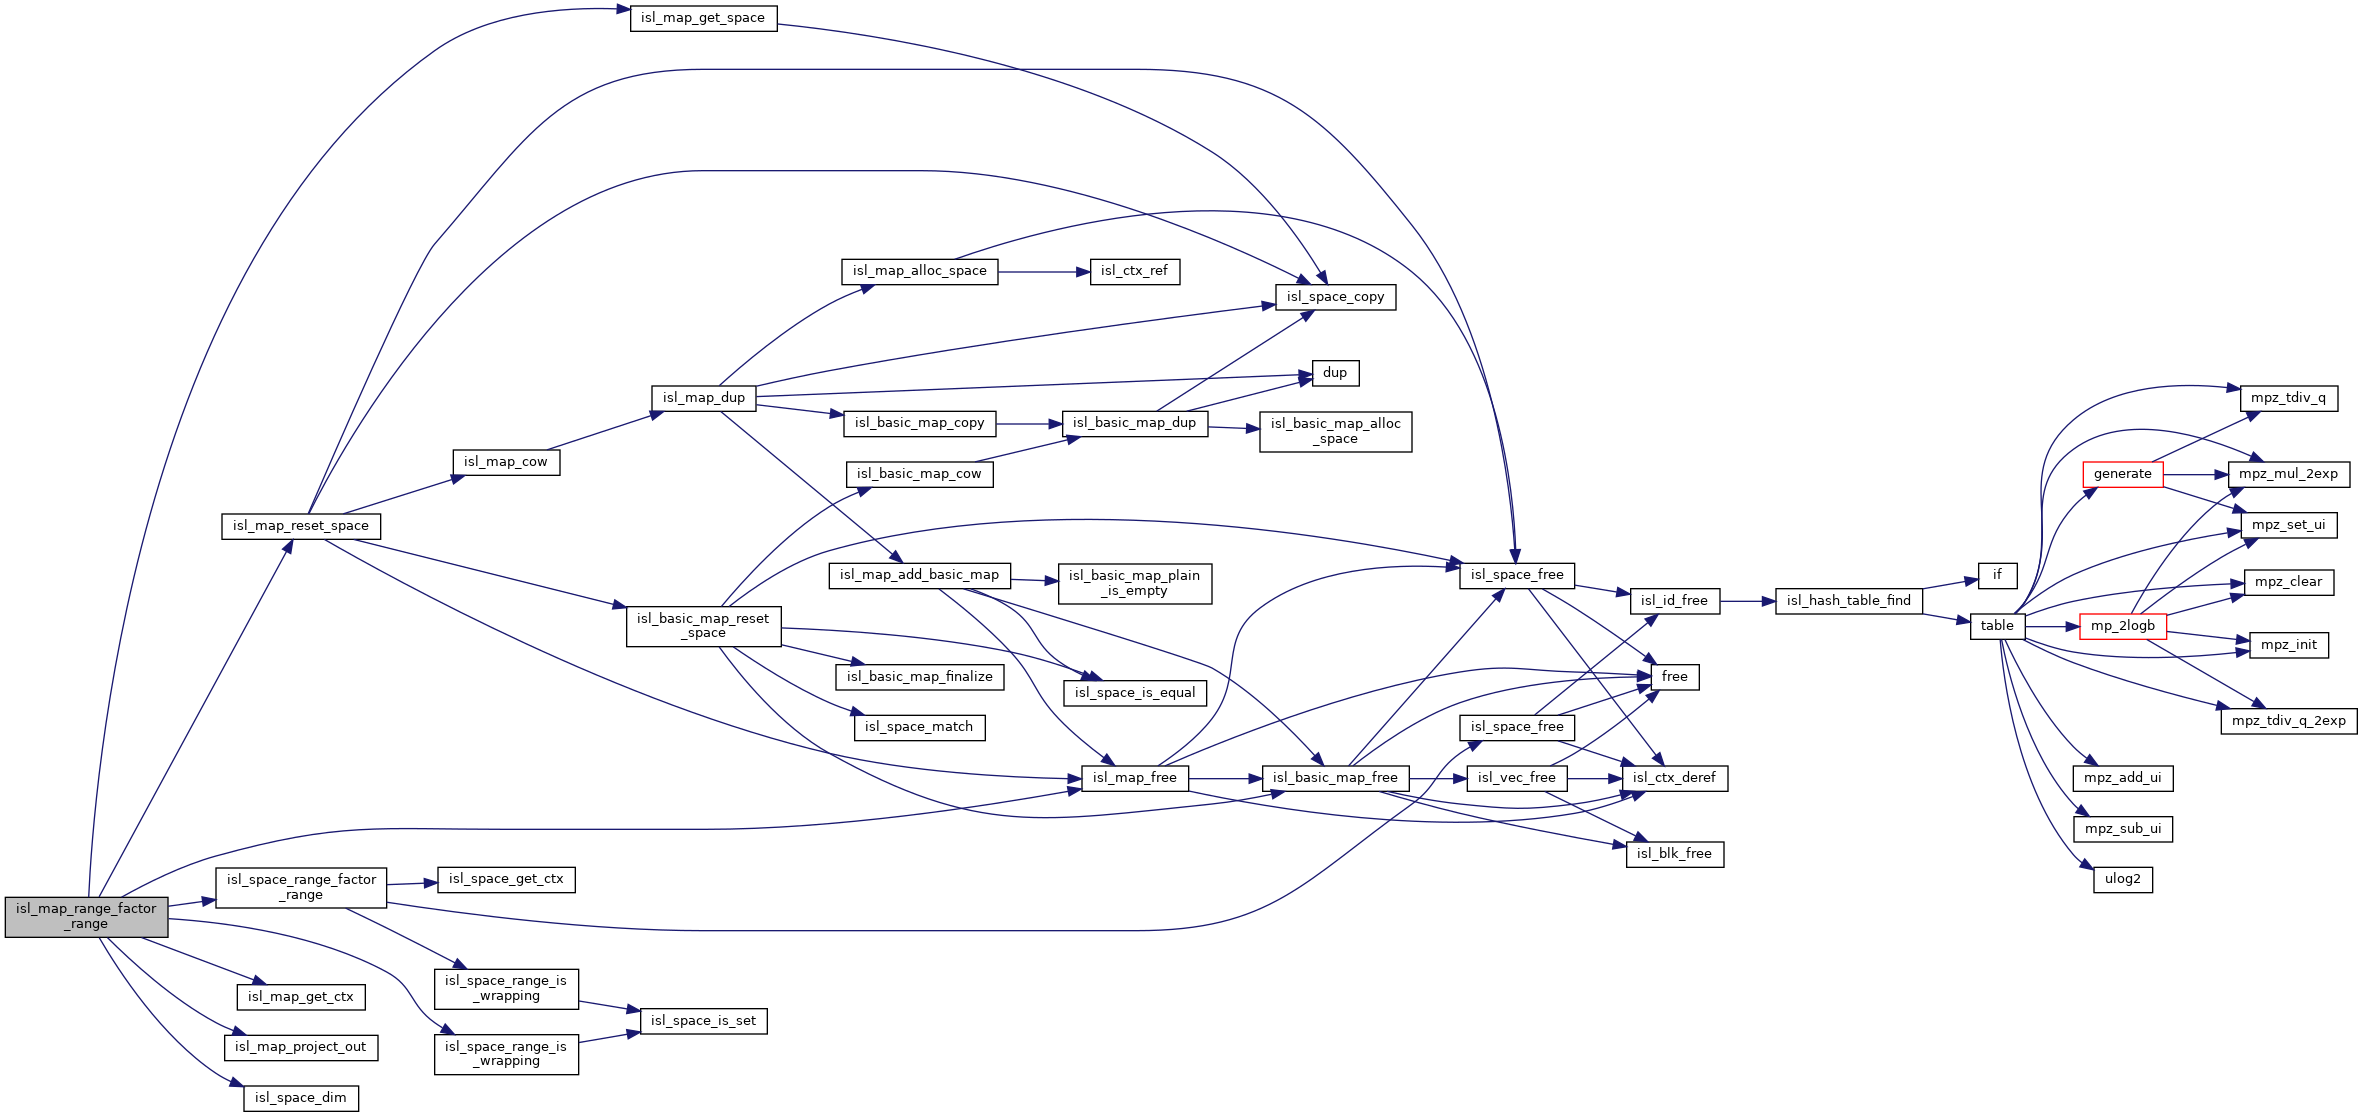 isl_map_get_space
isl_map_alloc_space
isl_ctx_ref
isl_space_copy
dup
isl_map_dup
isl_basic_map_copy
isl_basic_map_dup
isl_basic_map_alloc
_space
isl_map_cow
isl_basic_map_cow
isl_map_reset_space
isl_map_add_basic_map
isl_basic_map_plain
_is_empty
isl_basic_map_reset
_space
isl_basic_map_finalize
isl_space_is_equal
isl_space_match
isl_map_free
isl_basic_map_free
isl_space_free
isl_space_free
isl_vec_free
isl_id_free
free
isl_ctx_deref
isl_blk_free
isl_hash_table_find
if
table
mpz_tdiv_q
generate
mpz_mul_2exp
mpz_set_ui
mpz_clear
mp_2logb
mpz_init
mpz_tdiv_q_2exp
mpz_add_ui
mpz_sub_ui
ulog2
isl_map_range_factor
_range
isl_space_range_factor
_range
isl_space_get_ctx
isl_space_range_is
_wrapping
isl_map_get_ctx
isl_space_is_set
isl_space_range_is
_wrapping
isl_map_project_out
isl_space_dim